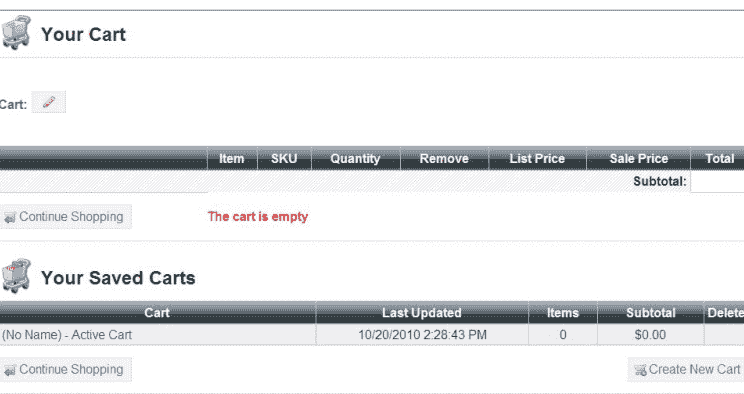 Your Cart
Cart:
Item SKU Quantity Remove List Price Sale Price Total
Subtotal:
Continue Shopping The cart is empty
Your Saved Carts
Cart Last Updated Items Subtotal Delete
(No Name) - Active Cart 10/20/2010 2:28:43 PM 0 $0.00
Continue Shopping Create New Cart